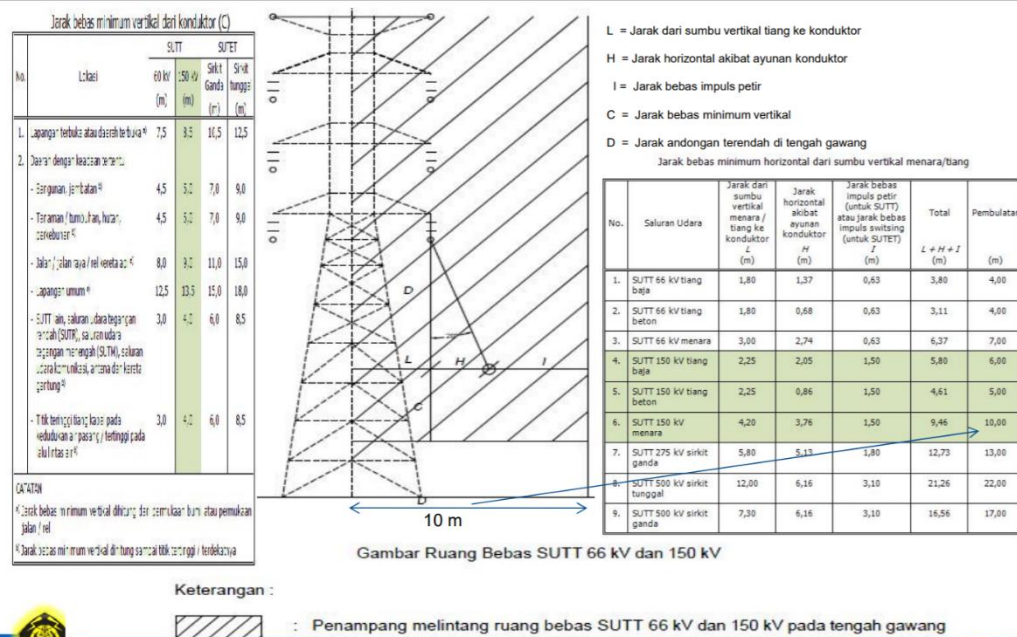 Jarak bebas minimum vertikal dari konduktor (C)
No.
Lokasi
SUTT
SUTET
60 kV
(m)
150 kV
(m)
Sirkit
Ganda
(m)
Sirkit
tunggal
(m)
1. Lapangan terbuka atau daerah terbuka a) 7,5 8,5 10,5 12,5
2. Daerah dengan keadaan tertentu
- Bangunan, jembatan b) 4,5 5,0 7,0 9,0
- Tanaman / tumbuhan, hutan, 4,5 5,0 7,0 9,0
perkebunan b)
- Jalan / jalan raya / rel kereta api a) 8,0 9,0 11,0 15,0
- Lapangan umum a) 12,5 13,5 15,0 18,0
- SUTT lain, saluran udara tegangan 3,0 4,0 6,0 8,5
rendah (SUTR), saluran udara
tegangan menengah (SUTM), saluran
udara komunikasi, antena dan kereta
gantung b)
- Titik tertinggi tiang kapal pada 3,0 4,0 6,0 8,5
kedudukan air pasang / tertinggi pada
lalu lintas air b)
CATATAN
a) Jarak bebas minimum vertikal dihitung dari permukaan bumi atau permukaan
jalan / rel
b) Jarak bebas minimum vertikal dihitung sampai titik tertinggi / terdekatnya
D
L
H
I
C
D
10 m
L = Jarak dari sumbu vertikal tiang ke konduktor
H = Jarak horizontal akibat ayunan konduktor
I = Jarak bebas impuls petir
C = Jarak bebas minimum vertikal
D = Jarak andongan terendah di tengah gawang
Jarak bebas minimum horizontal dari sumbu vertikal menara/tiang
No.
Saluran Udara
Jarak dari
sumbu
vertikal
menara /
tiang ke
konduktor
L
(m)
Jarak
horizontal
akibat
ayunan
konduktor
H
(m)
Jarak bebas
impuls petir
(untuk SUTT)
atau jarak bebas
impuls switsing
(untuk SUTET)
I
(m)
Total
L + H + I
(m)
Pembulatan
(m)
1. SUTT 66 kV tiang 1,80 1,37 0,63 3,80 4,00
baja
2. SUTT 66 kV tiang 1,80 0,68 0,63 3,11 4,00
beton
3. SUTT 66 kV menara 3,00 2,74 0,63 6,37 7,00
4. SUTT 150 kV tiang 2,25 2,05 1,50 5,80 6,00
baja
5. SUTT 150 kV tiang 2,25 0,86 1,50 4,61 5,00
beton
6. SUTT 150 kV 4,20 3,76 1,50 9,46 10,00
menara
7. SUTT 275 kV sirkit 5,80 5,13 1,80 12,73 13,00
ganda
8. SUTT 500 kV sirkit 12,00 6,16 3,10 21,26 22,00
tunggal
9. SUTT 500 kV sirkit 7,30 6,16 3,10 16,56 17,00
ganda
Gambar Ruang Bebas SUTT 66 kV dan 150 kV
Keterangan :
: Penampang melintang ruang bebas SUTT 66 kV dan 150 kV pada tengah gawang